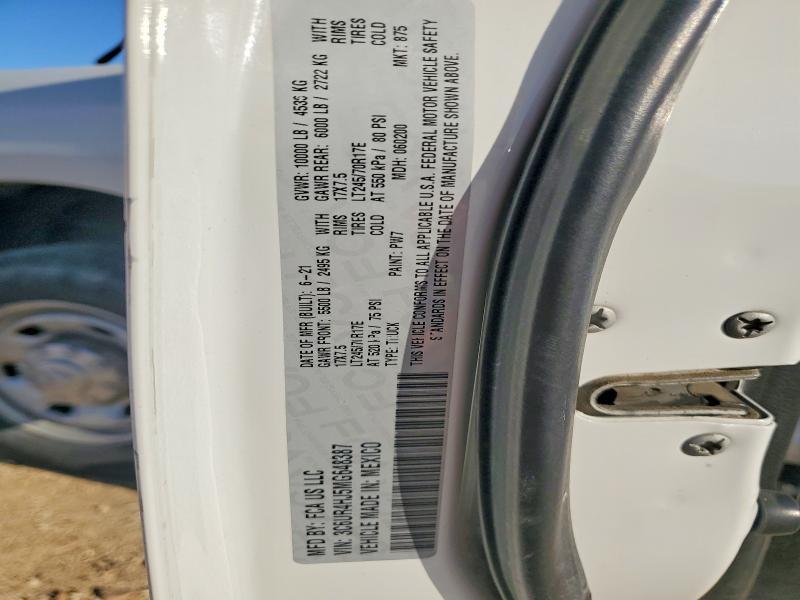 MFD BY: FCA US LLC
DATE OF MFR (BUILT): 6-21
GVWR: 10000 LB / 4536 KG
GAWR FRONT: 5500 LB / 2495 KG WITH
GAWR REAR: 6000 LB / 2722 KG WITH
17X7.5 RIMS
17X7.5 RIMS
LT245/70R17E TIRES
LT245/70R17E TIRES
AT 520 kPa / 75 PSI COLD
AT 550 kPa / 80 PSI COLD
VIN: 3C6UR4HJ5MG648387
TYPE: TRUCK
PAINT: PW7
MDH: 060200
MKT: 875
VEHICLE MADE IN: MEXICO
THIS VEHICLE CONFORMS TO ALL APPLICABLE U.S.A. FEDERAL MOTOR VEHICLE SAFETY
STANDARDS IN EFFECT ON THE DATE OF MANUFACTURE SHOWN ABOVE.